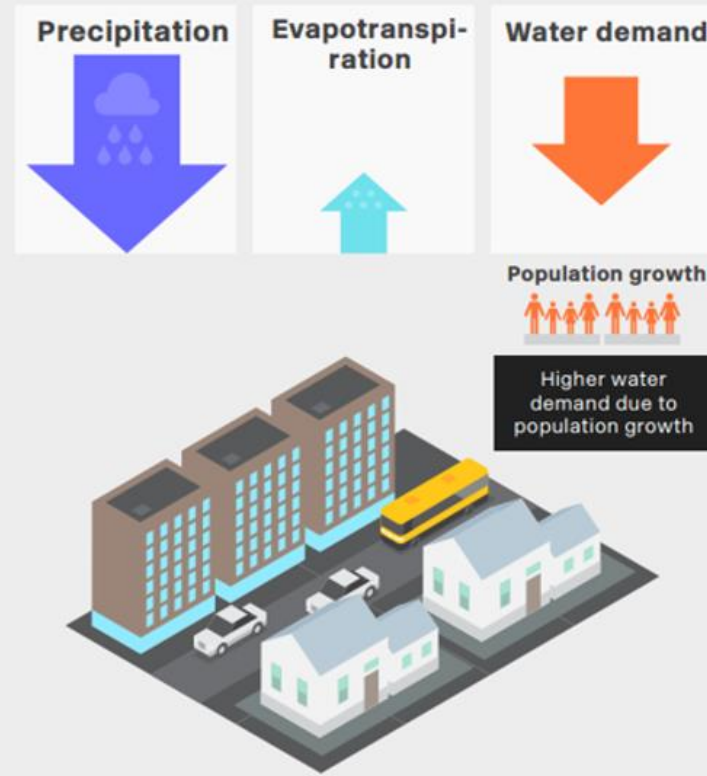 Precipitation
Evapotranspi-
ration
Water demand
Population growth
Higher water
demand due to
population growth